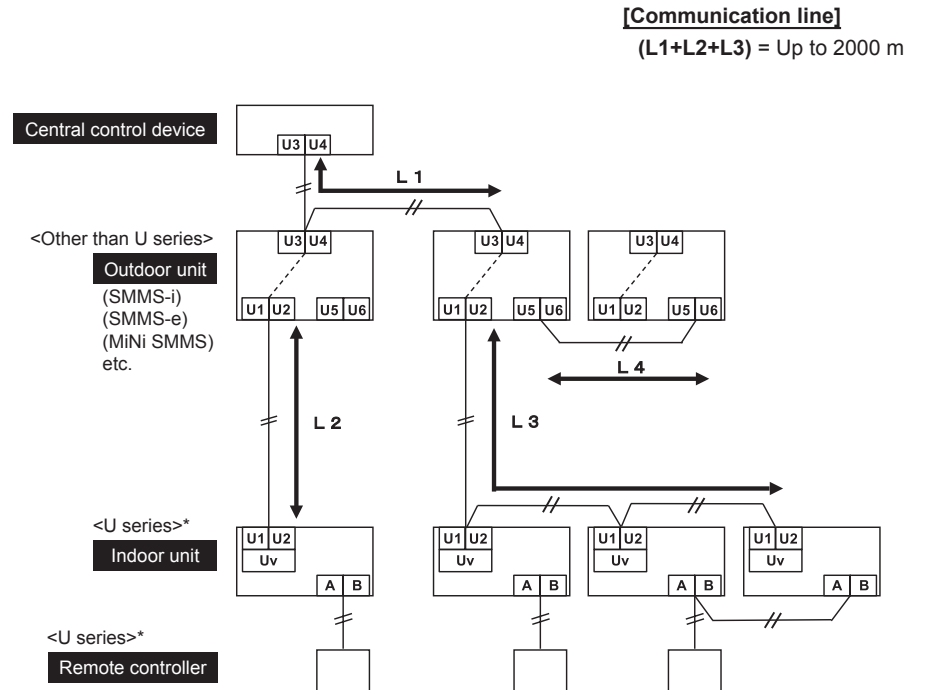 [Communication line]
(L1+L2+L3) = Up to 2000 m
Central control device
U3 U4
L 1
<Other than U series>
Outdoor unit
(SMMS-i)
(SMMS-e)
(MiNi SMMS)
etc.
U3 U4
U3 U4
U3 U4
U1 U2 U5 U6
U1 U2 U5 U6
U1 U2 U5 U6
L 4
L 2
L 3
<U series>*
Indoor unit
U1 U2
Uv
A B
U1 U2
Uv
A B
U1 U2
Uv
A B
U1 U2
Uv
A B
<U series>*
Remote controller